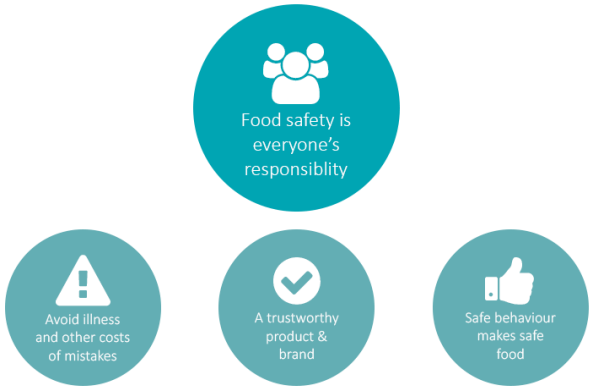 Food safety is
everyone's
responsiblity
Avoid illness
and other costs
of mistakes
A trustworthy
product &
brand
Safe behaviour
makes safe
food